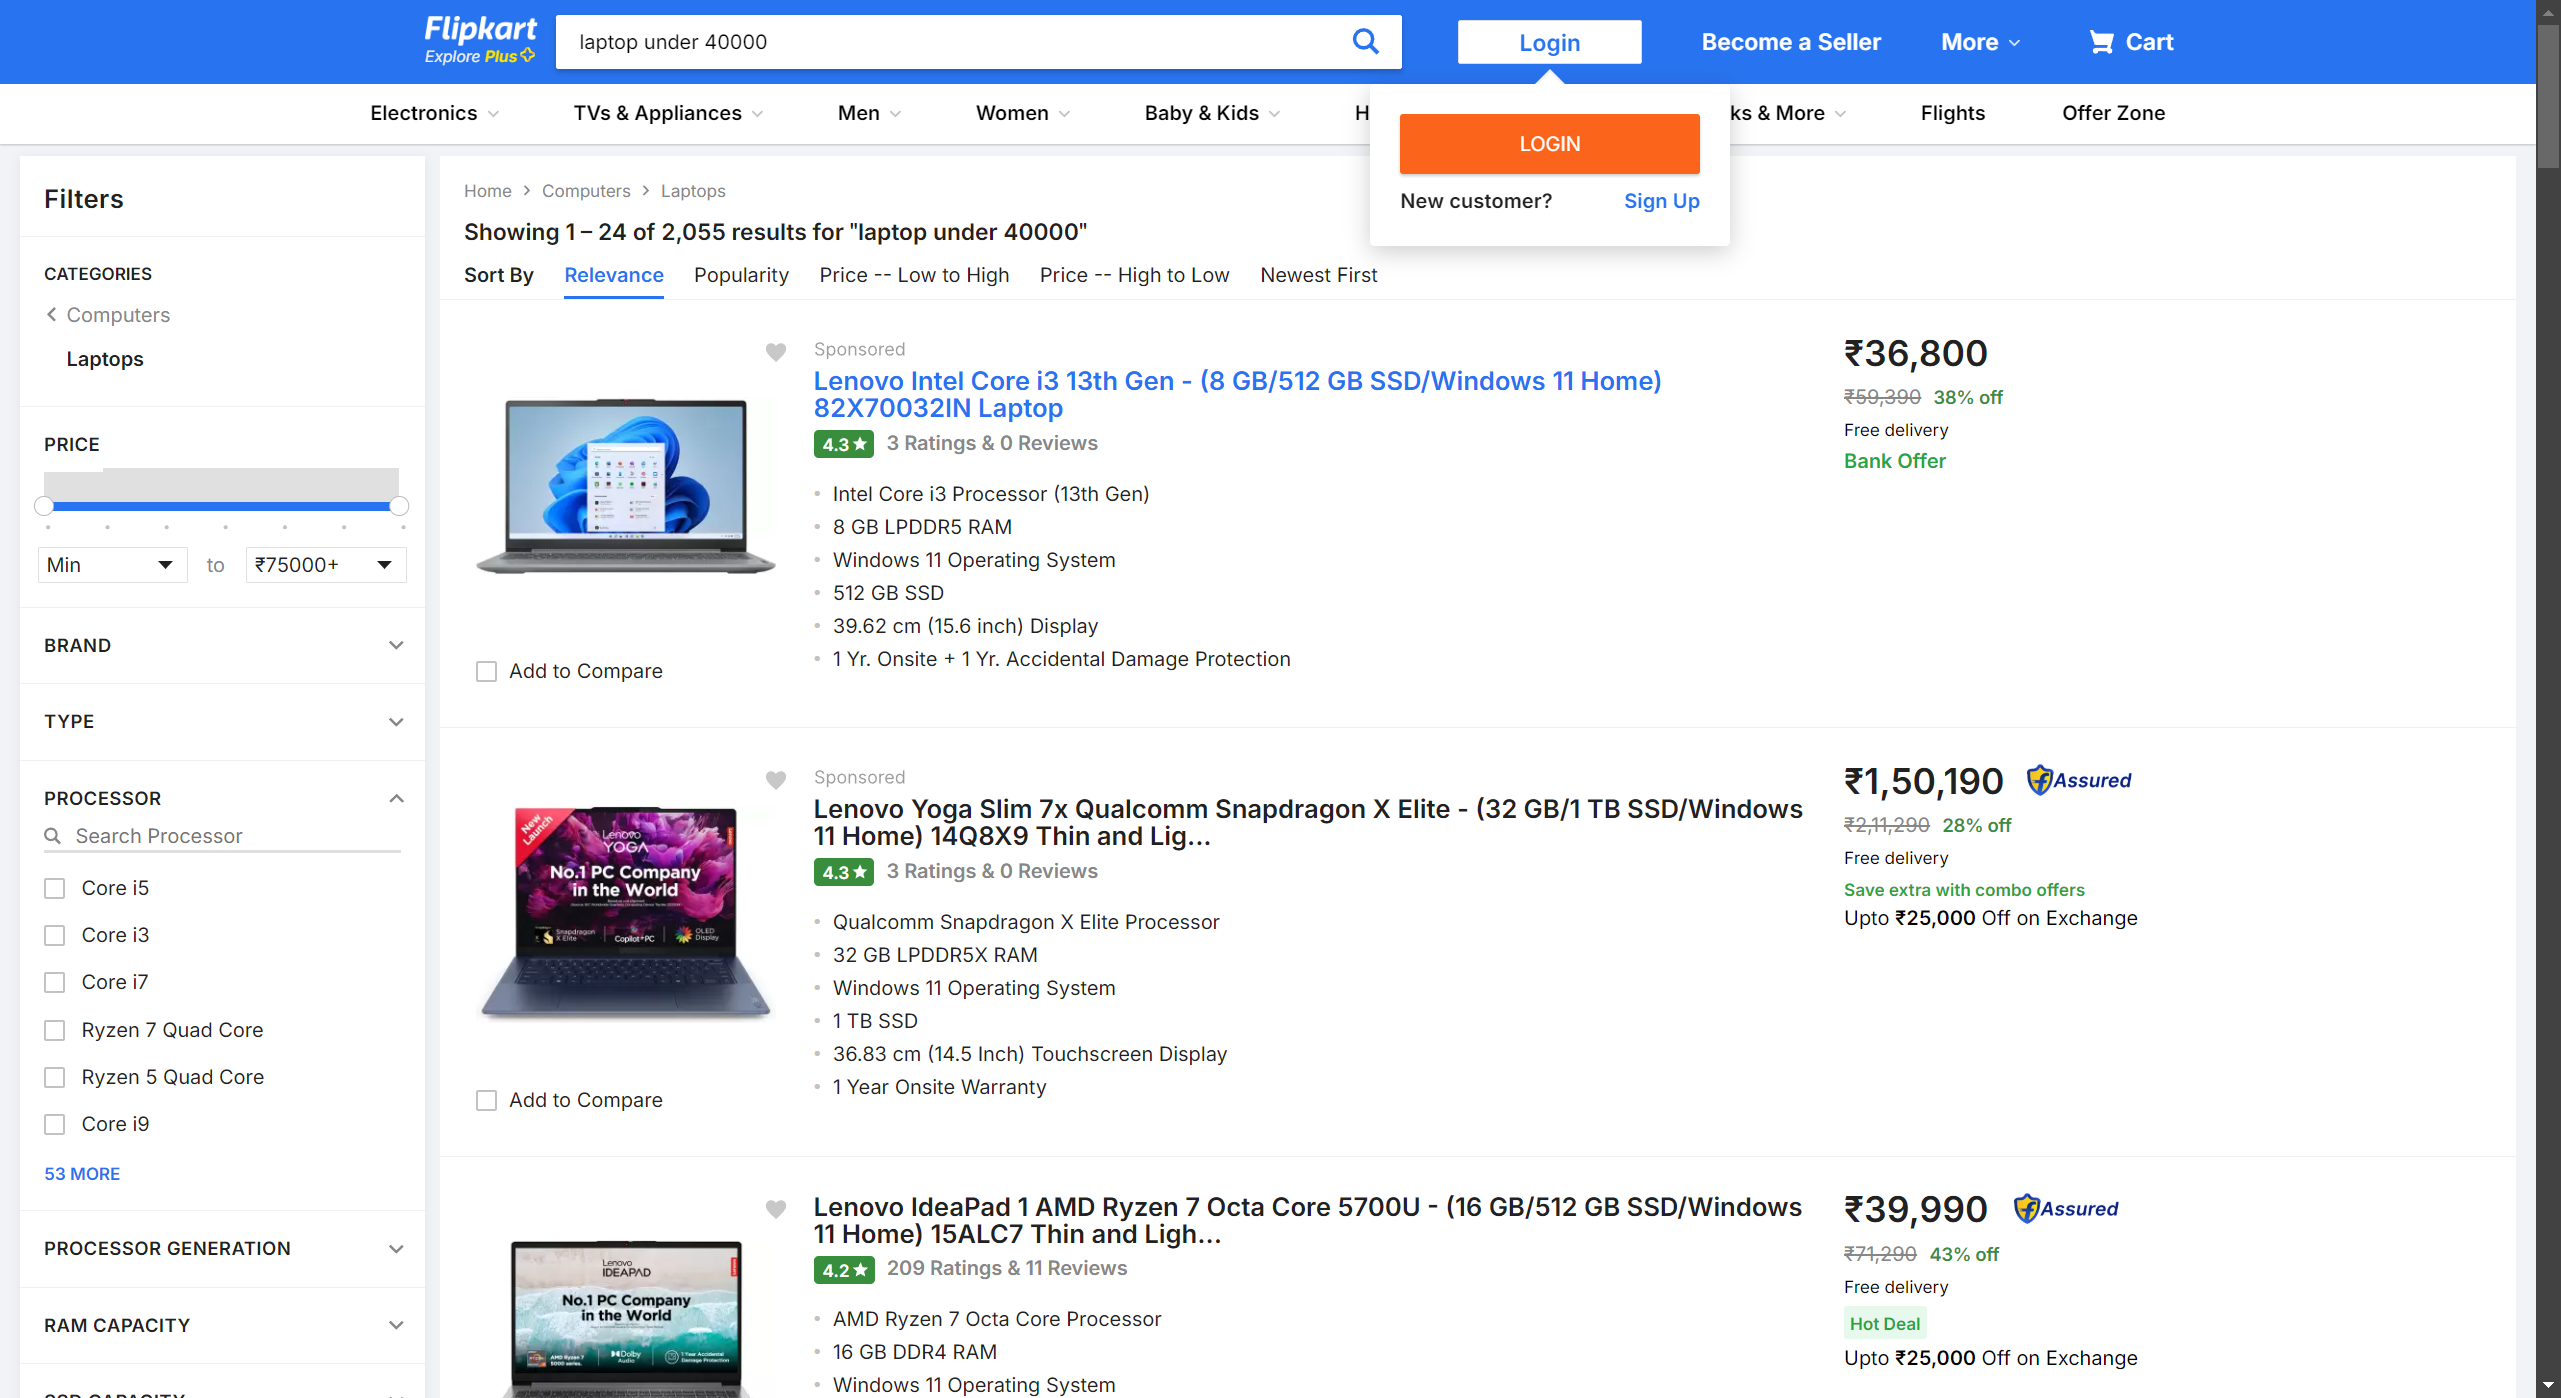 Flipkart
Explore Plus
laptop under 40000
Login
Become a Seller
More
Cart
Electronics
TVs & Appliances
Men
Women
Baby & Kids
H
ks & More
Flights
Offer Zone
LOGIN
New customer?
Sign Up
Filters
CATEGORIES
Computers
Laptops
PRICE
Min
to
₹75000+
BRAND
TYPE
PROCESSOR
Search Processor
Core i5
Core i3
Core i7
Ryzen 7 Quad Core
Ryzen 5 Quad Core
Core i9
53 MORE
PROCESSOR GENERATION
RAM CAPACITY
Home > Computers > Laptops
Showing 1 – 24 of 2,055 results for "laptop under 40000"
Sort By
Relevance
Popularity
Price -- Low to High
Price -- High to Low
Newest First
Sponsored
Lenovo Intel Core i3 13th Gen - (8 GB/512 GB SSD/Windows 11 Home)
82X70032IN Laptop
4.3
3 Ratings & 0 Reviews
Intel Core i3 Processor (13th Gen)
8 GB LPDDR5 RAM
Windows 11 Operating System
512 GB SSD
39.62 cm (15.6 inch) Display
1 Yr. Onsite + 1 Yr. Accidental Damage Protection
Add to Compare
₹36,800
₹59,390
38% off
Free delivery
Bank Offer
Sponsored
Lenovo Yoga Slim 7x Qualcomm Snapdragon X Elite - (32 GB/1 TB SSD/Windows
11 Home) 14Q8X9 Thin and Lig...
4.3
3 Ratings & 0 Reviews
Qualcomm Snapdragon X Elite Processor
32 GB LPDDR5X RAM
Windows 11 Operating System
1 TB SSD
36.83 cm (14.5 Inch) Touchscreen Display
1 Year Onsite Warranty
New
Launch
Lenovo
YOGA
No.1 PC Company
in the World
Snapdragon
X Elite
Copilot+PC
OLED
Display
Add to Compare
₹1,50,190
Assured
₹2,11,290
28% off
Free delivery
Save extra with combo offers
Upto ₹25,000 Off on Exchange
Lenovo IdeaPad 1 AMD Ryzen 7 Octa Core 5700U - (16 GB/512 GB SSD/Windows
11 Home) 15ALC7 Thin and Ligh...
4.2
209 Ratings & 11 Reviews
AMD Ryzen 7 Octa Core Processor
16 GB DDR4 RAM
Windows 11 Operating System
Lenovo
IDEAPAD
No.1 PC Company
in the World
AMD Ryzen 7
5000 series.
Dolby
Audio
1 Year Accidental
Damage Protection
₹39,990
Assured
₹71,290
43% off
Free delivery
Hot Deal
Upto ₹25,000 Off on Exchange